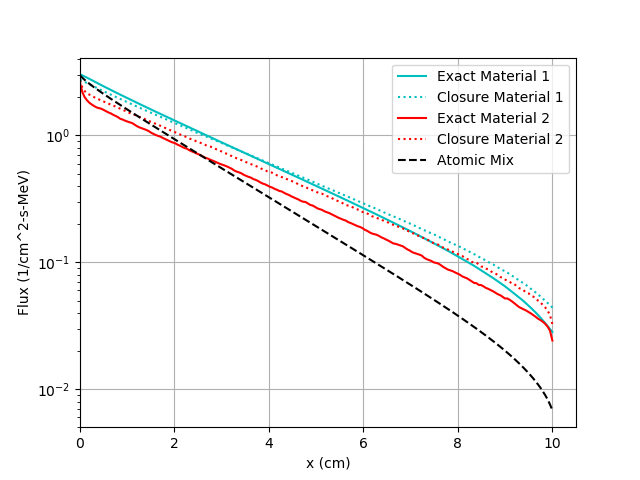 Exact Material 1
Closure Material 1
Exact Material 2
Closure Material 2
Atomic Mix
Flux (1/cm^2-s-MeV)
10^0
10^-1
10^-2
0 2 4 6 8 10
x (cm)